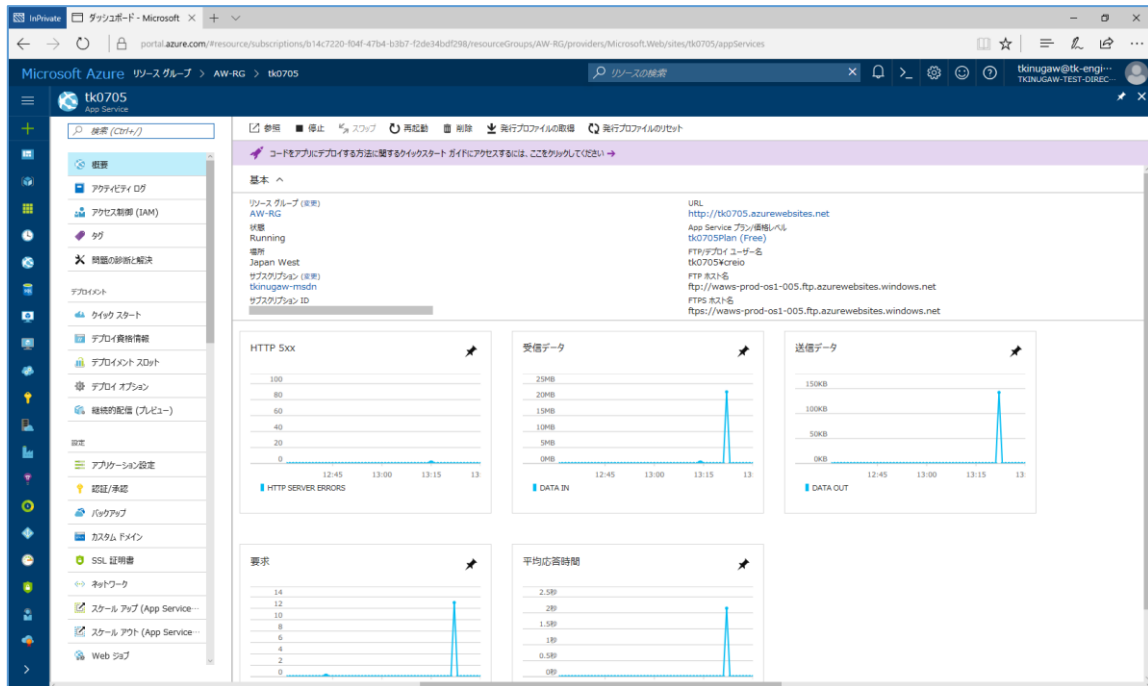 InPrivate
ダッシュボード - Microsoft
portal.azure.com/#resource/subscriptions/b14c7220-f04f-47b4-b3b7-f2de34bdf298/resourceGroups/AW-RG/providers/Microsoft.Web/sites/tk0705/appServices
Microsoft Azure リソース グループ > AW-RG > tk0705
リソースの検索
tkinugaw@tk-engi…
TKINUGAW-TEST-DIREC…
tk0705
App Service
検索 (Ctrl+/)
概要
アクティビティ ログ
アクセス制御 (IAM)
タグ
問題の診断と解決
デプロイメント
クイック スタート
デプロイ資格情報
デプロイメント スロット
デプロイ オプション
継続的配信 (プレビュー)
設定
アプリケーション設定
認証/承認
バックアップ
カスタム ドメイン
SSL 証明書
ネットワーク
スケール アップ (App Service…
スケール アウト (App Service…
Web ジョブ
参照 停止 スワップ 再起動 削除 発行プロファイルの取得 発行プロファイルのリセット
コードをアプリにデプロイする方法に関するクイックスタート ガイドにアクセスするには、ここをクリックしてください →
基本
リソース グループ (変更)
AW-RG
状態
Running
場所
Japan West
サブスクリプション (変更)
tkinugaw-msdn
サブスクリプション ID
URL
http://tk0705.azurewebsites.net
App Service プラン/価格レベル
tk0705Plan (Free)
FTP/デプロイ ユーザー名
tk0705¥creio
FTP ホスト名
ftp://waws-prod-os1-005.ftp.azurewebsites.windows.net
FTPS ホスト名
ftps://waws-prod-os1-005.ftp.azurewebsites.windows.net
HTTP 5xx
100
80
60
40
20
0
12:45 13:00 13:15 13:
HTTP SERVER ERRORS
受信データ
25MB
20MB
15MB
10MB
5MB
0MB
12:45 13:00 13:15 13:
DATA IN
送信データ
150KB
100KB
50KB
0KB
12:45 13:00 13:15 13:
DATA OUT
要求
14
12
10
8
6
4
2
0
平均応答時間
2.5秒
2秒
1.5秒
1秒
0.5秒
0秒